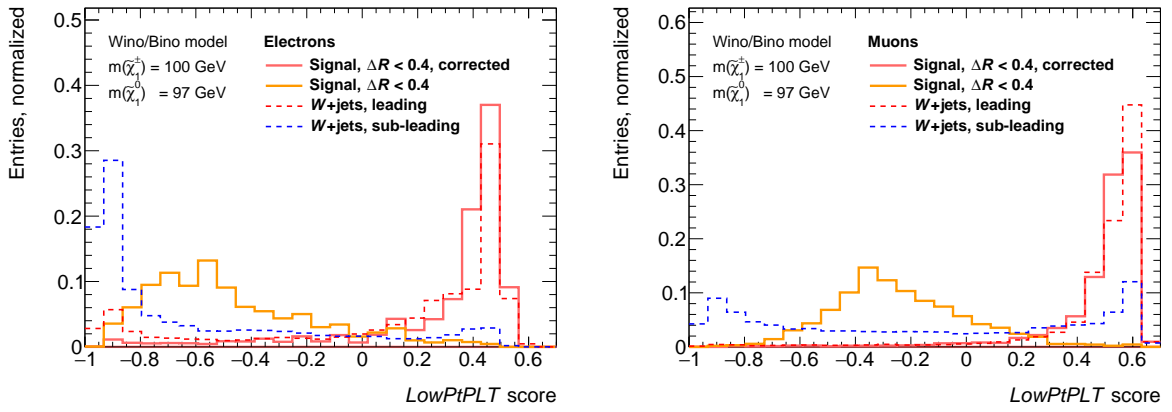 Entries, normalized
0.5
0.4
0.3
0.2
0.1
0
Wino/Bino model
m(χ̃₁±) = 100 GeV
m(χ̃₁⁰) = 97 GeV
Electrons
Signal, ΔR < 0.4, corrected
Signal, ΔR < 0.4
W+jets, leading
W+jets, sub-leading
−1 −0.8 −0.6 −0.4 −0.2 0 0.2 0.4 0.6
LowPtPLT score
Entries, normalized
0.6
0.5
0.4
0.3
0.2
0.1
0
Wino/Bino model
m(χ̃₁±) = 100 GeV
m(χ̃₁⁰) = 97 GeV
Muons
Signal, ΔR < 0.4, corrected
Signal, ΔR < 0.4
W+jets, leading
W+jets, sub-leading
−1 −0.8 −0.6 −0.4 −0.2 0 0.2 0.4 0.6
LowPtPLT score